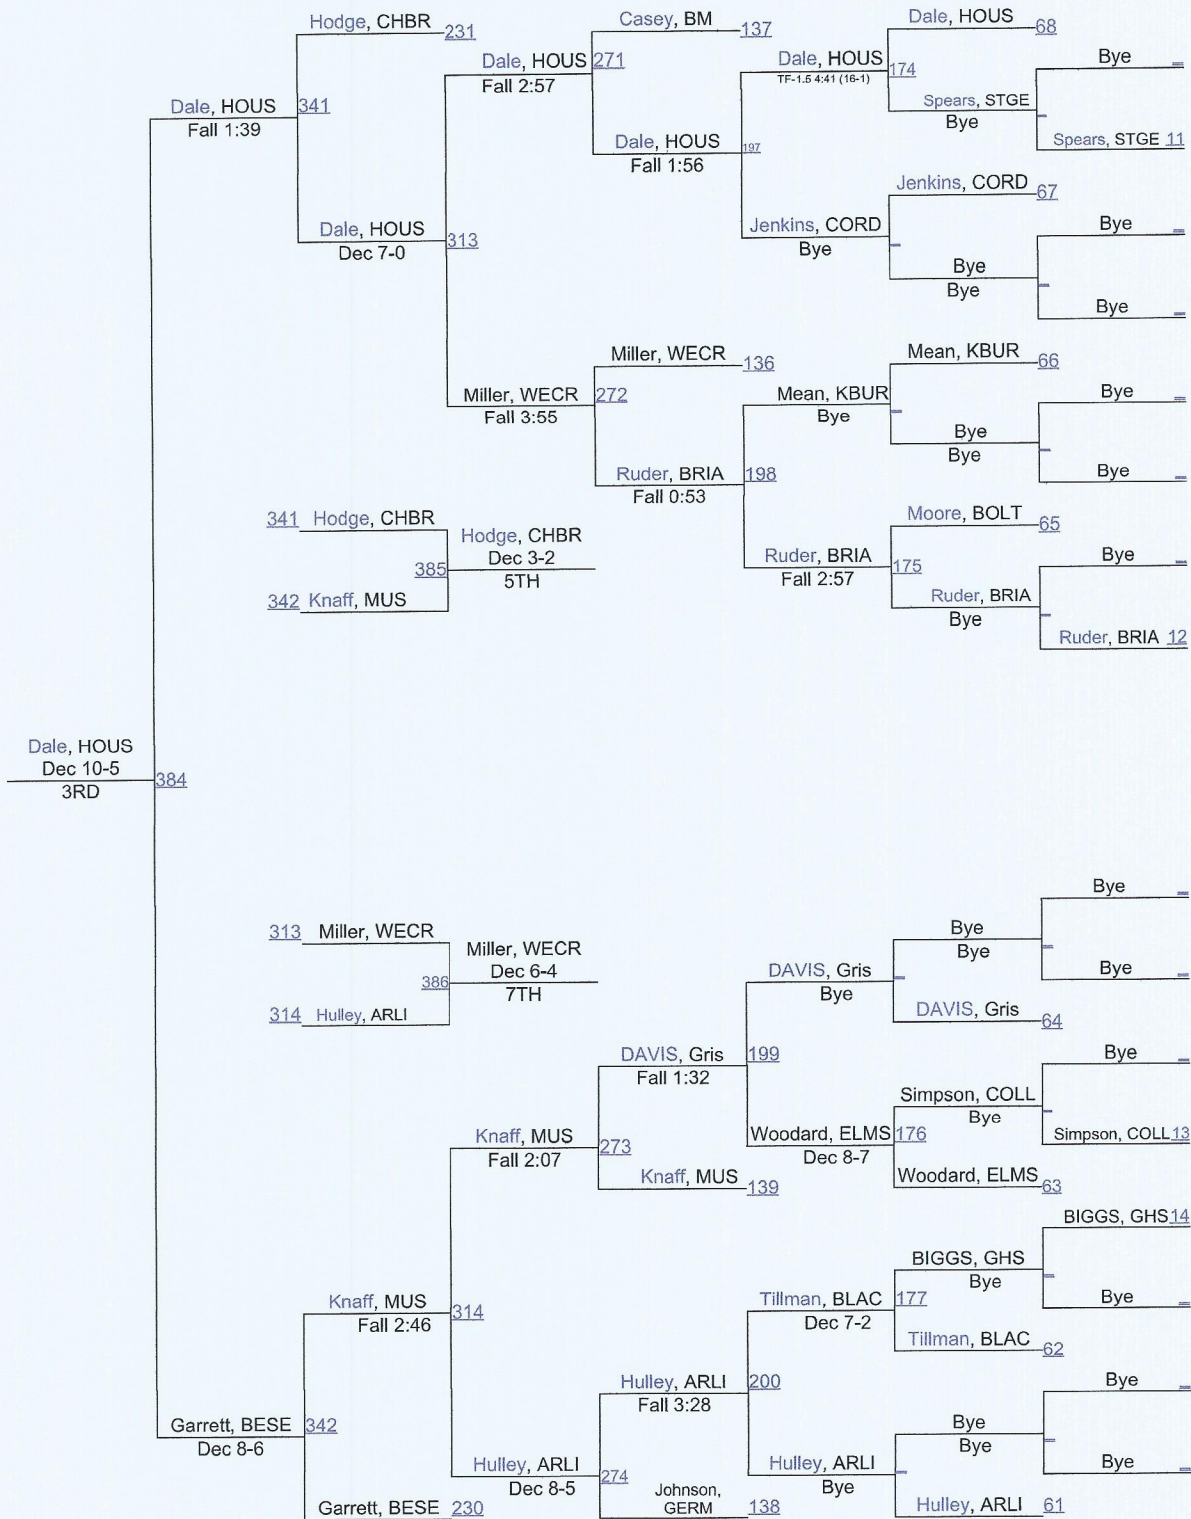 Hodge, CHBR 231
Casey, BM 137
Dale, HOUS 68
Bye
Dale, HOUS 271
Fall 2:57
Dale, HOUS 174
TF-1.5 4:41 (16-1)
Spears, STGE
Bye
Dale, HOUS 341
Fall 1:39
Dale, HOUS 197
Fall 1:56
Spears, STGE 11
Jenkins, CORD 67
Dale, HOUS 313
Dec 7-0
Jenkins, CORD
Bye
Bye
Bye
Bye
Bye
Miller, WECR 136
Mean, KBUR 66
Miller, WECR 272
Fall 3:55
Mean, KBUR
Bye
Bye
Bye
Bye
Ruder, BRIA 198
Fall 0:53
Bye
341 Hodge, CHBR
Moore, BOLT 65
Hodge, CHBR
Dec 3-2
385
5TH
Ruder, BRIA 175
Fall 2:57
Bye
342 Knaff, MUS
Ruder, BRIA
Bye
Ruder, BRIA 12
Dale, HOUS
Dec 10-5
3RD
384
Bye
313 Miller, WECR
Miller, WECR
Dec 6-4
386
7TH
Bye
Bye
DAVIS, Gris
Bye
Bye
314 Hulley, ARLI
DAVIS, Gris 64
DAVIS, Gris 199
Fall 1:32
Bye
Simpson, COLL
Bye
Knaff, MUS 273
Fall 2:07
Woodard, ELMS 176
Dec 8-7
Simpson, COLL 13
Knaff, MUS 139
Woodard, ELMS 63
BIGGS, GHS 14
BIGGS, GHS
Bye
Knaff, MUS 314
Fall 2:46
Tillman, BLAC 177
Dec 7-2
Bye
Tillman, BLAC 62
Hulley, ARLI 200
Fall 3:28
Bye
Garrett, BESE 342
Dec 8-6
Bye
Bye
Hulley, ARLI 274
Dec 8-5
Hulley, ARLI
Bye
Bye
Garrett, BESE 230
Johnson,
GERM 138
Hulley, ARLI 61